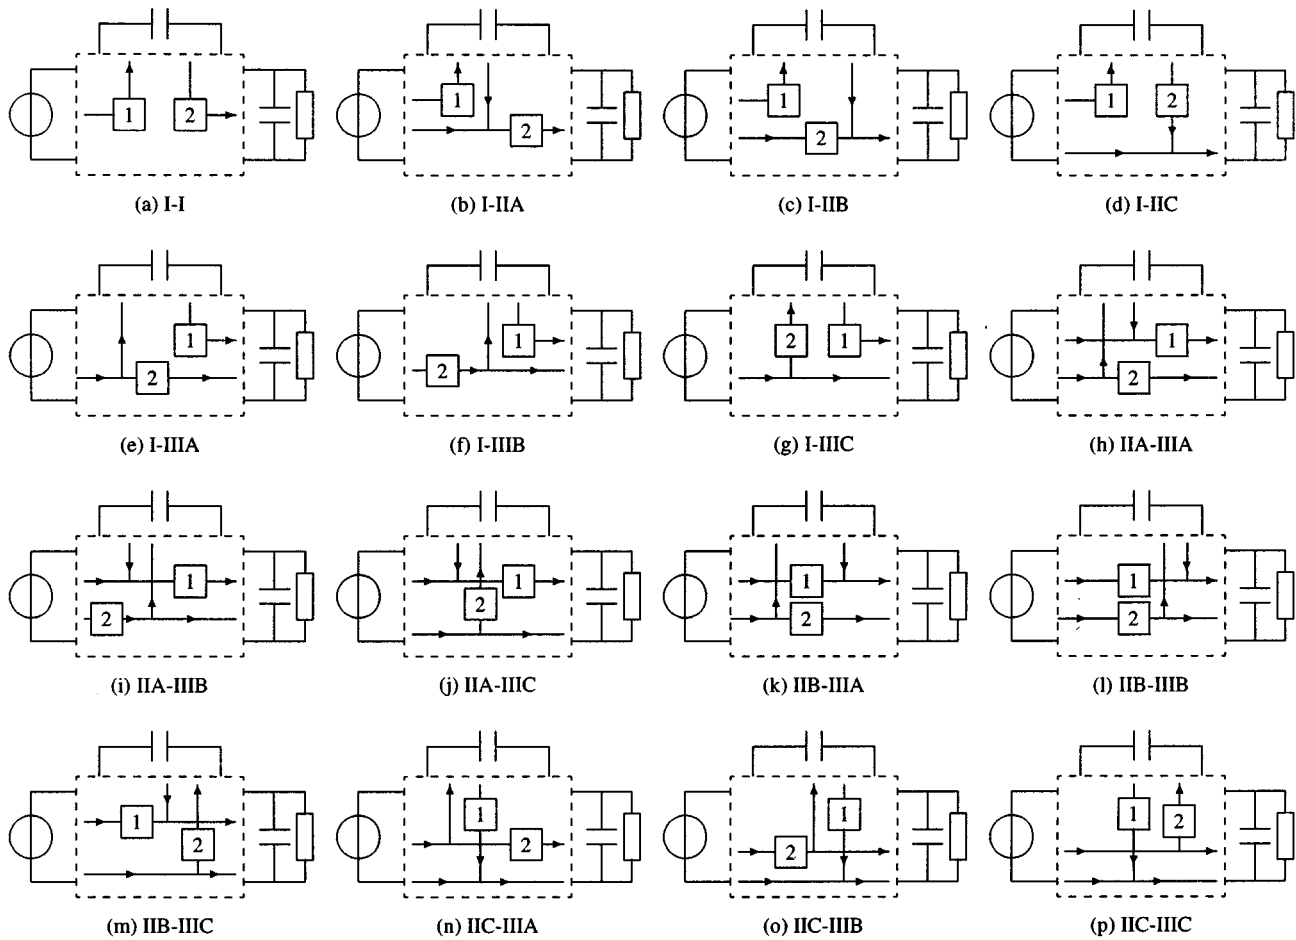 1 2 1 2 1 2 1 2
(a) I-I (b) I-IIA (c) I-IIB (d) I-IIC
1 2 2 1 2 1 1 2
(e) I-IIIA (f) I-IIIB (g) I-IIIC (h) IIA-IIIA
1 2 1 2 1 2 1 2
(i) IIA-IIIB (j) IIA-IIIC (k) IIB-IIIA (l) IIB-IIIB
1 2 1 2 1 2 1 2
(m) IIB-IIIC (n) IIC-IIIA (o) IIC-IIIB (p) IIC-IIIC